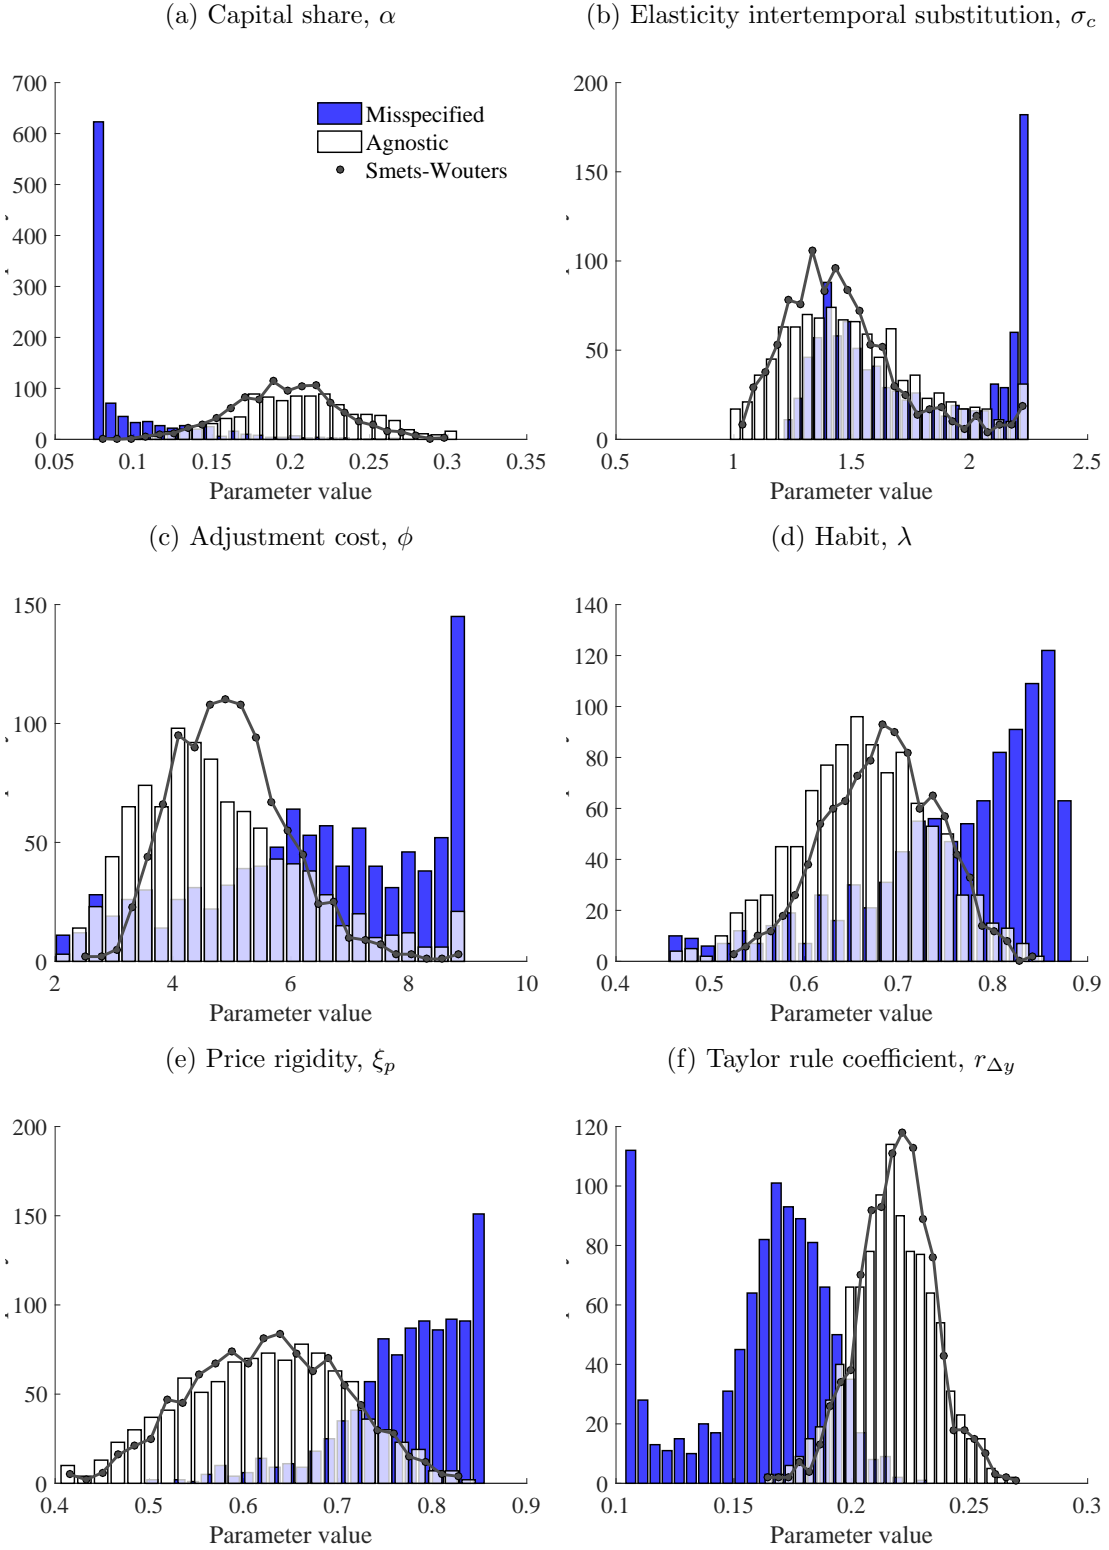 (a) Capital share, α
(b) Elasticity intertemporal substitution, σ_c
700
600
500
400
300
200
100
0
0.05 0.1 0.15 0.2 0.25 0.3 0.35
Parameter value
Misspecified
Agnostic
Smets-Wouters
200
150
100
50
0
0.5 1 1.5 2 2.5
Parameter value
(c) Adjustment cost, ϕ
(d) Habit, λ
150
100
50
0
2 4 6 8 10
Parameter value
140
120
100
80
60
40
20
0
0.4 0.5 0.6 0.7 0.8 0.9
Parameter value
(e) Price rigidity, ξ_p
(f) Taylor rule coefficient, r_Δy
200
150
100
50
0
0.4 0.5 0.6 0.7 0.8 0.9
Parameter value
120
100
80
60
40
20
0
0.1 0.15 0.2 0.25 0.3
Parameter value